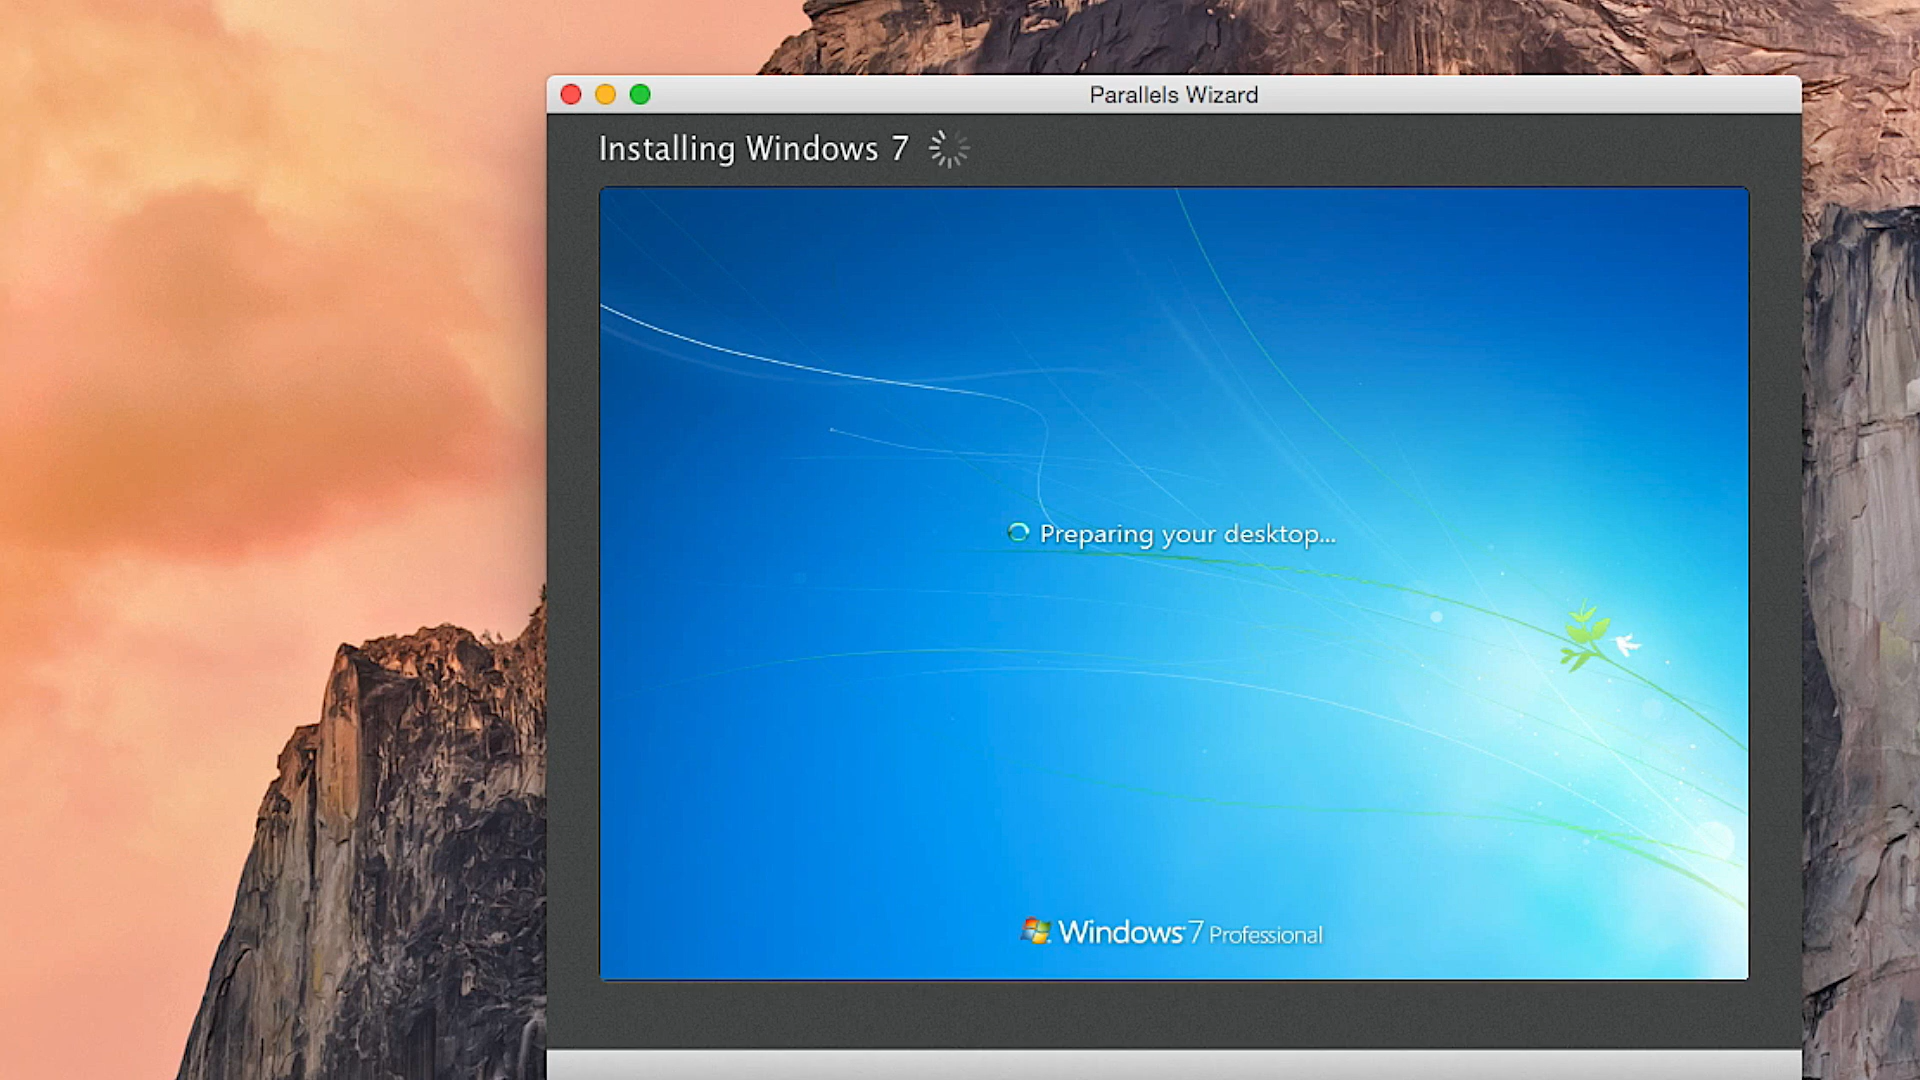 Parallels Wizard
Installing Windows 7
Preparing your desktop...
Windows 7 Professional